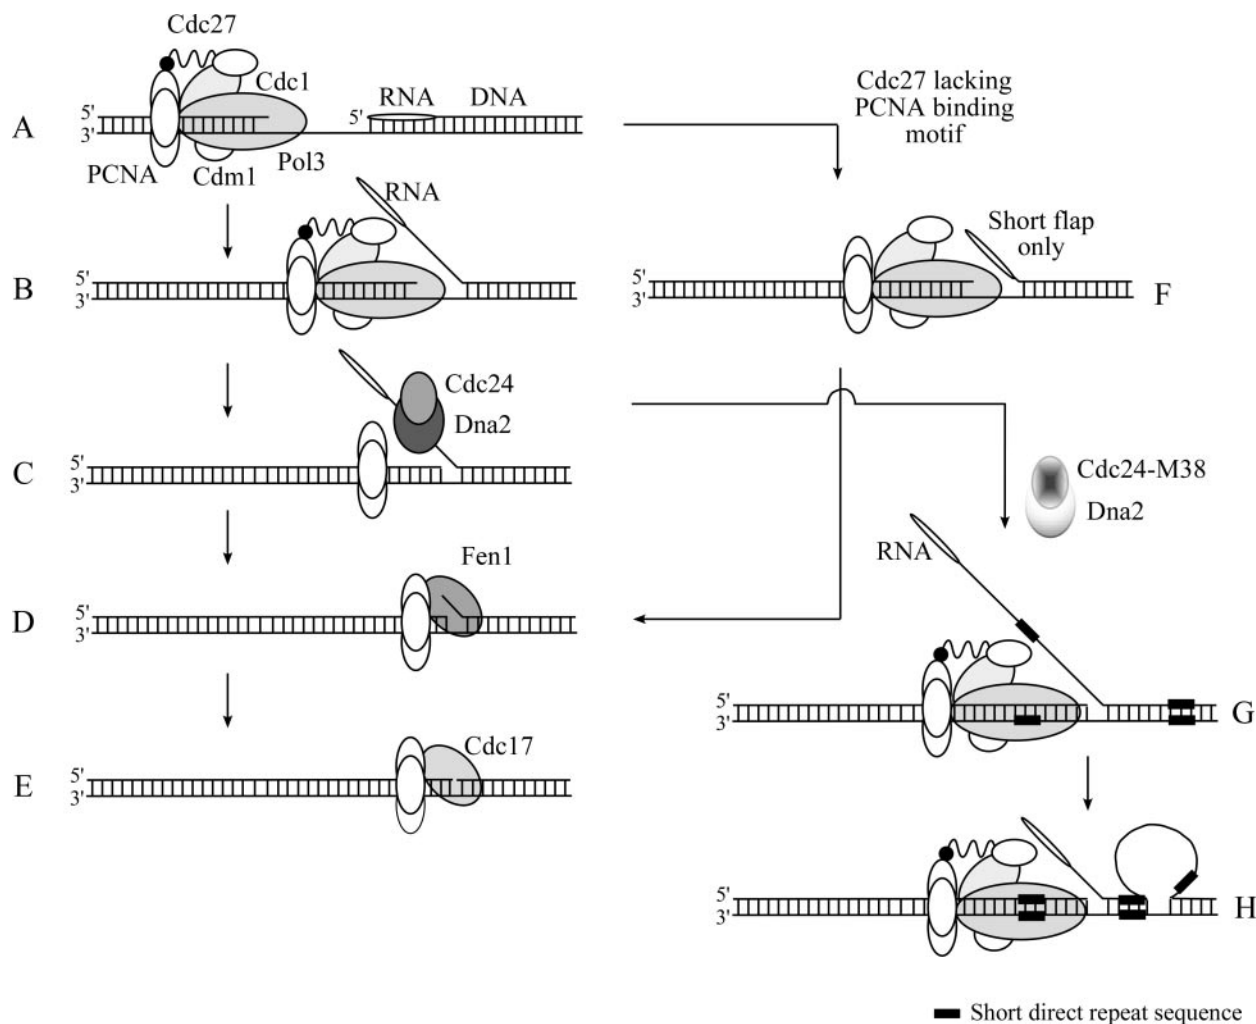 Cdc27
Cdc1
RNA
DNA
5'
5'
A
3'
PCNA
Cdm1
Pol3
Cdc27 lacking
PCNA binding
motif
RNA
Short flap
only
5'
B
3'
5'
3'
F
Cdc24
Dna2
5'
C
3'
Cdc24-M38
Dna2
RNA
Fen1
5'
D
3'
5'
3'
G
Cdc17
5'
E
3'
5'
3'
H
Short direct repeat sequence